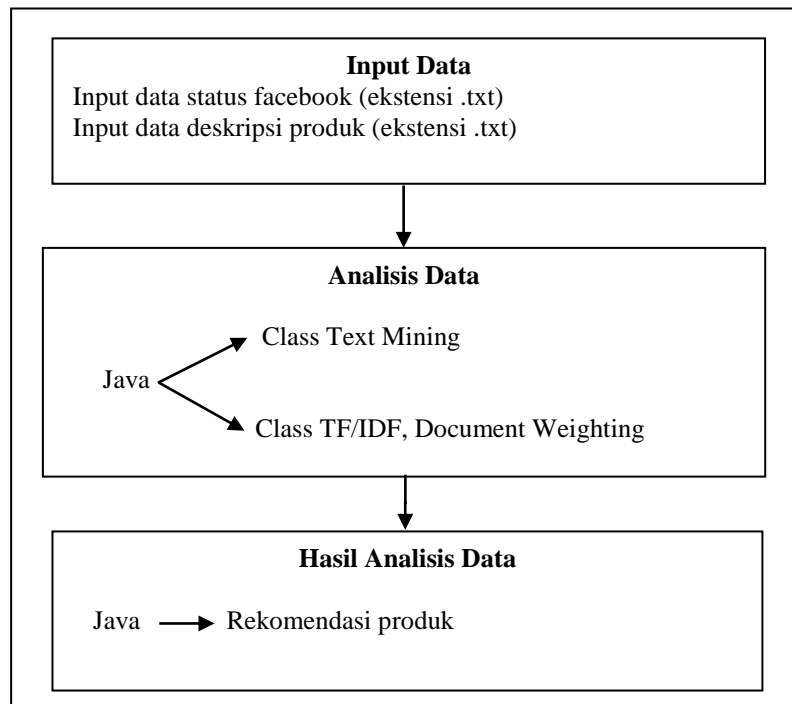 Input Data
Input data status facebook (ekstensi .txt)
Input data deskripsi produk (ekstensi .txt)
Analisis Data
Class Text Mining
Java
Class TF/IDF, Document Weighting
Hasil Analisis Data
Java Rekomendasi produk